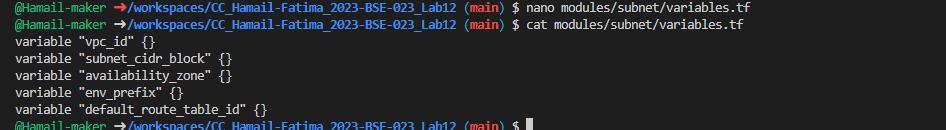 @Hamail-maker ➜/workspaces/CC_Hamail-Fatima_2023-BSE-023_Lab12 (main) $ nano modules/subnet/variables.tf
@Hamail-maker ➜/workspaces/CC_Hamail-Fatima_2023-BSE-023_Lab12 (main) $ cat modules/subnet/variables.tf
variable "vpc_id" {}
variable "subnet_cidr_block" {}
variable "availability_zone" {}
variable "env_prefix" {}
variable "default_route_table_id" {}
@Hamail-maker ➜/workspaces/CC_Hamail-Fatima_2023-BSE-023_Lab12 (main) $